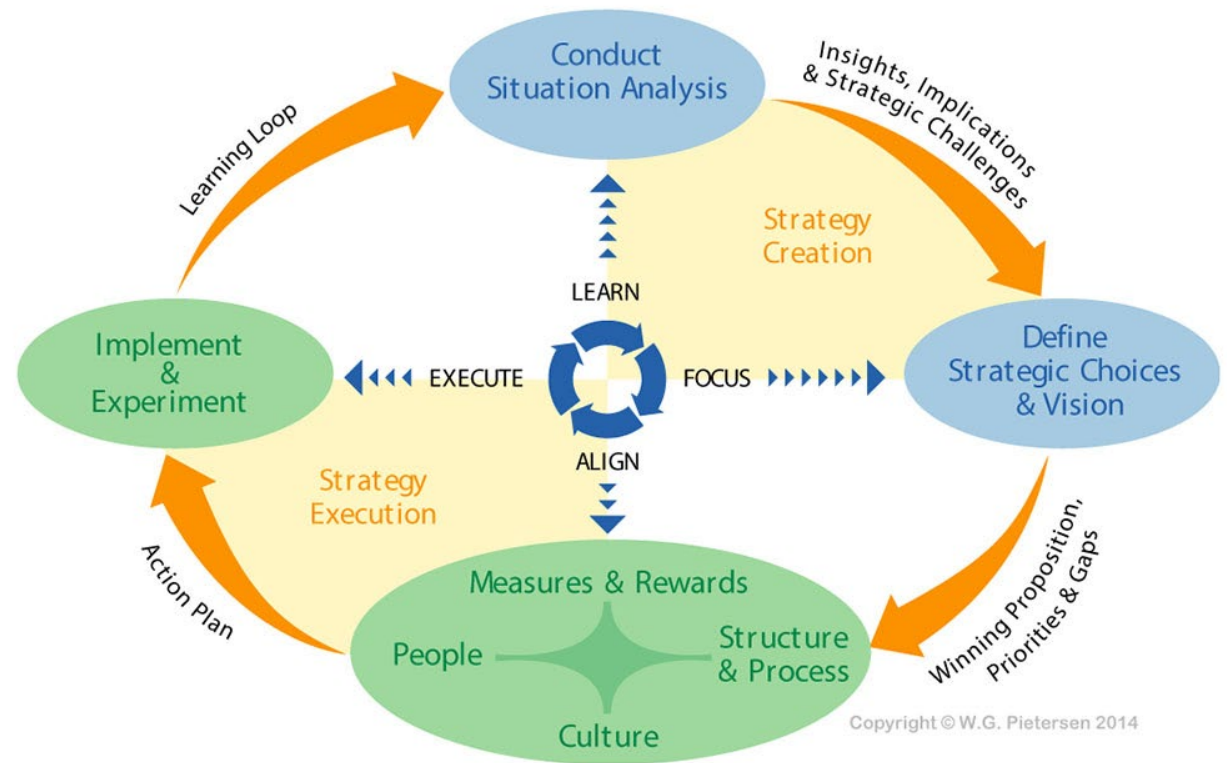 Conduct
Situation Analysis
Insights, Implications
& Strategic Challenges
Learning Loop
Strategy
Creation
LEARN
Implement
&
Experiment
EXECUTE
FOCUS
Define
Strategic Choices
& Vision
ALIGN
Strategy
Execution
Action Plan
Measures & Rewards
People
Structure
& Process
Culture
Winning Proposition,
Priorities & Gaps
Copyright © W.G. Pietersen 2014